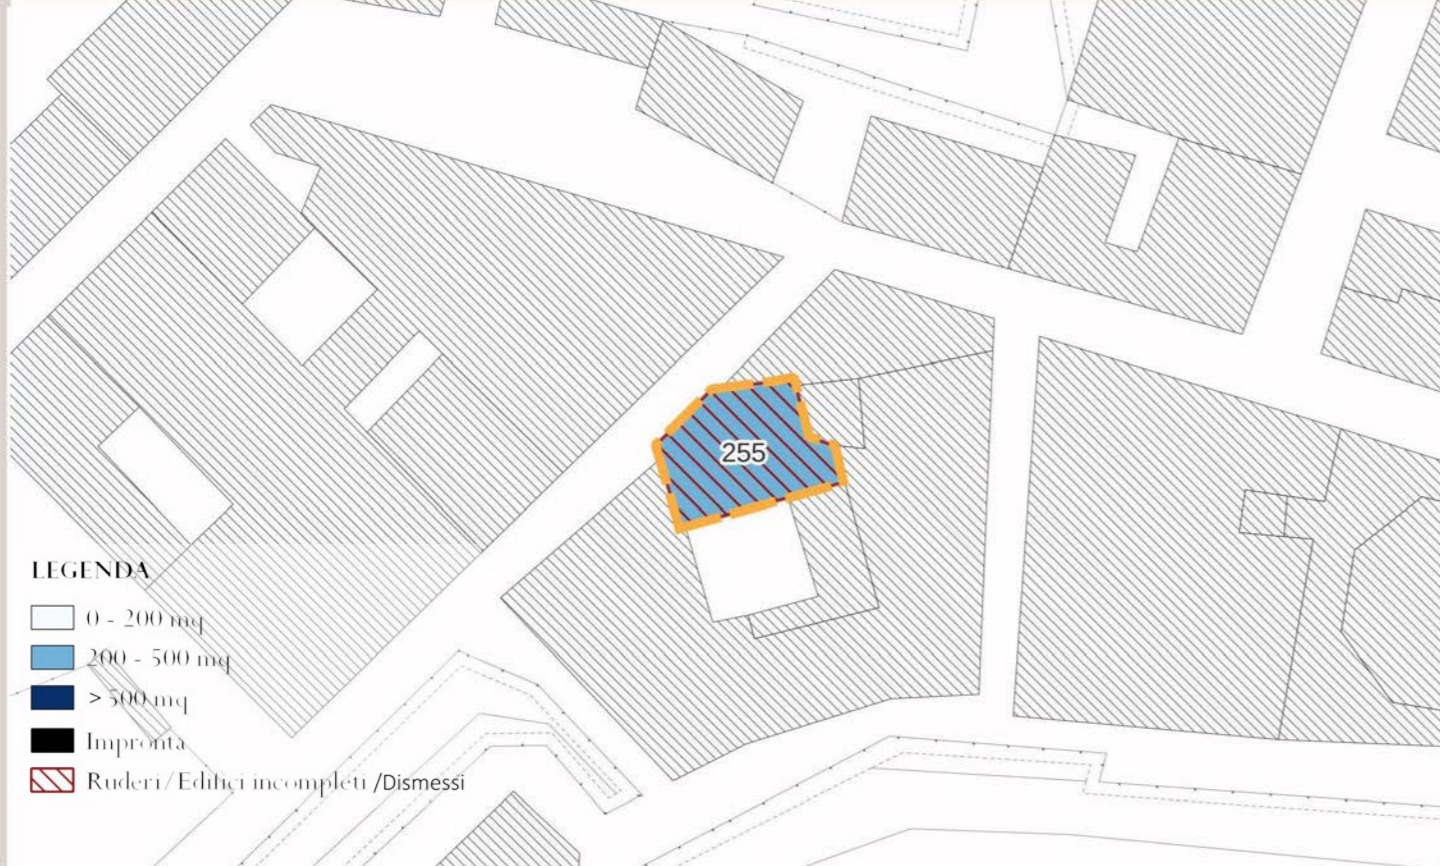 255
LEGENDA
0 - 200 mq
200 - 500 mq
> 500 mq
Impronta
Ruderi/Edifici incompleti /Dismessi